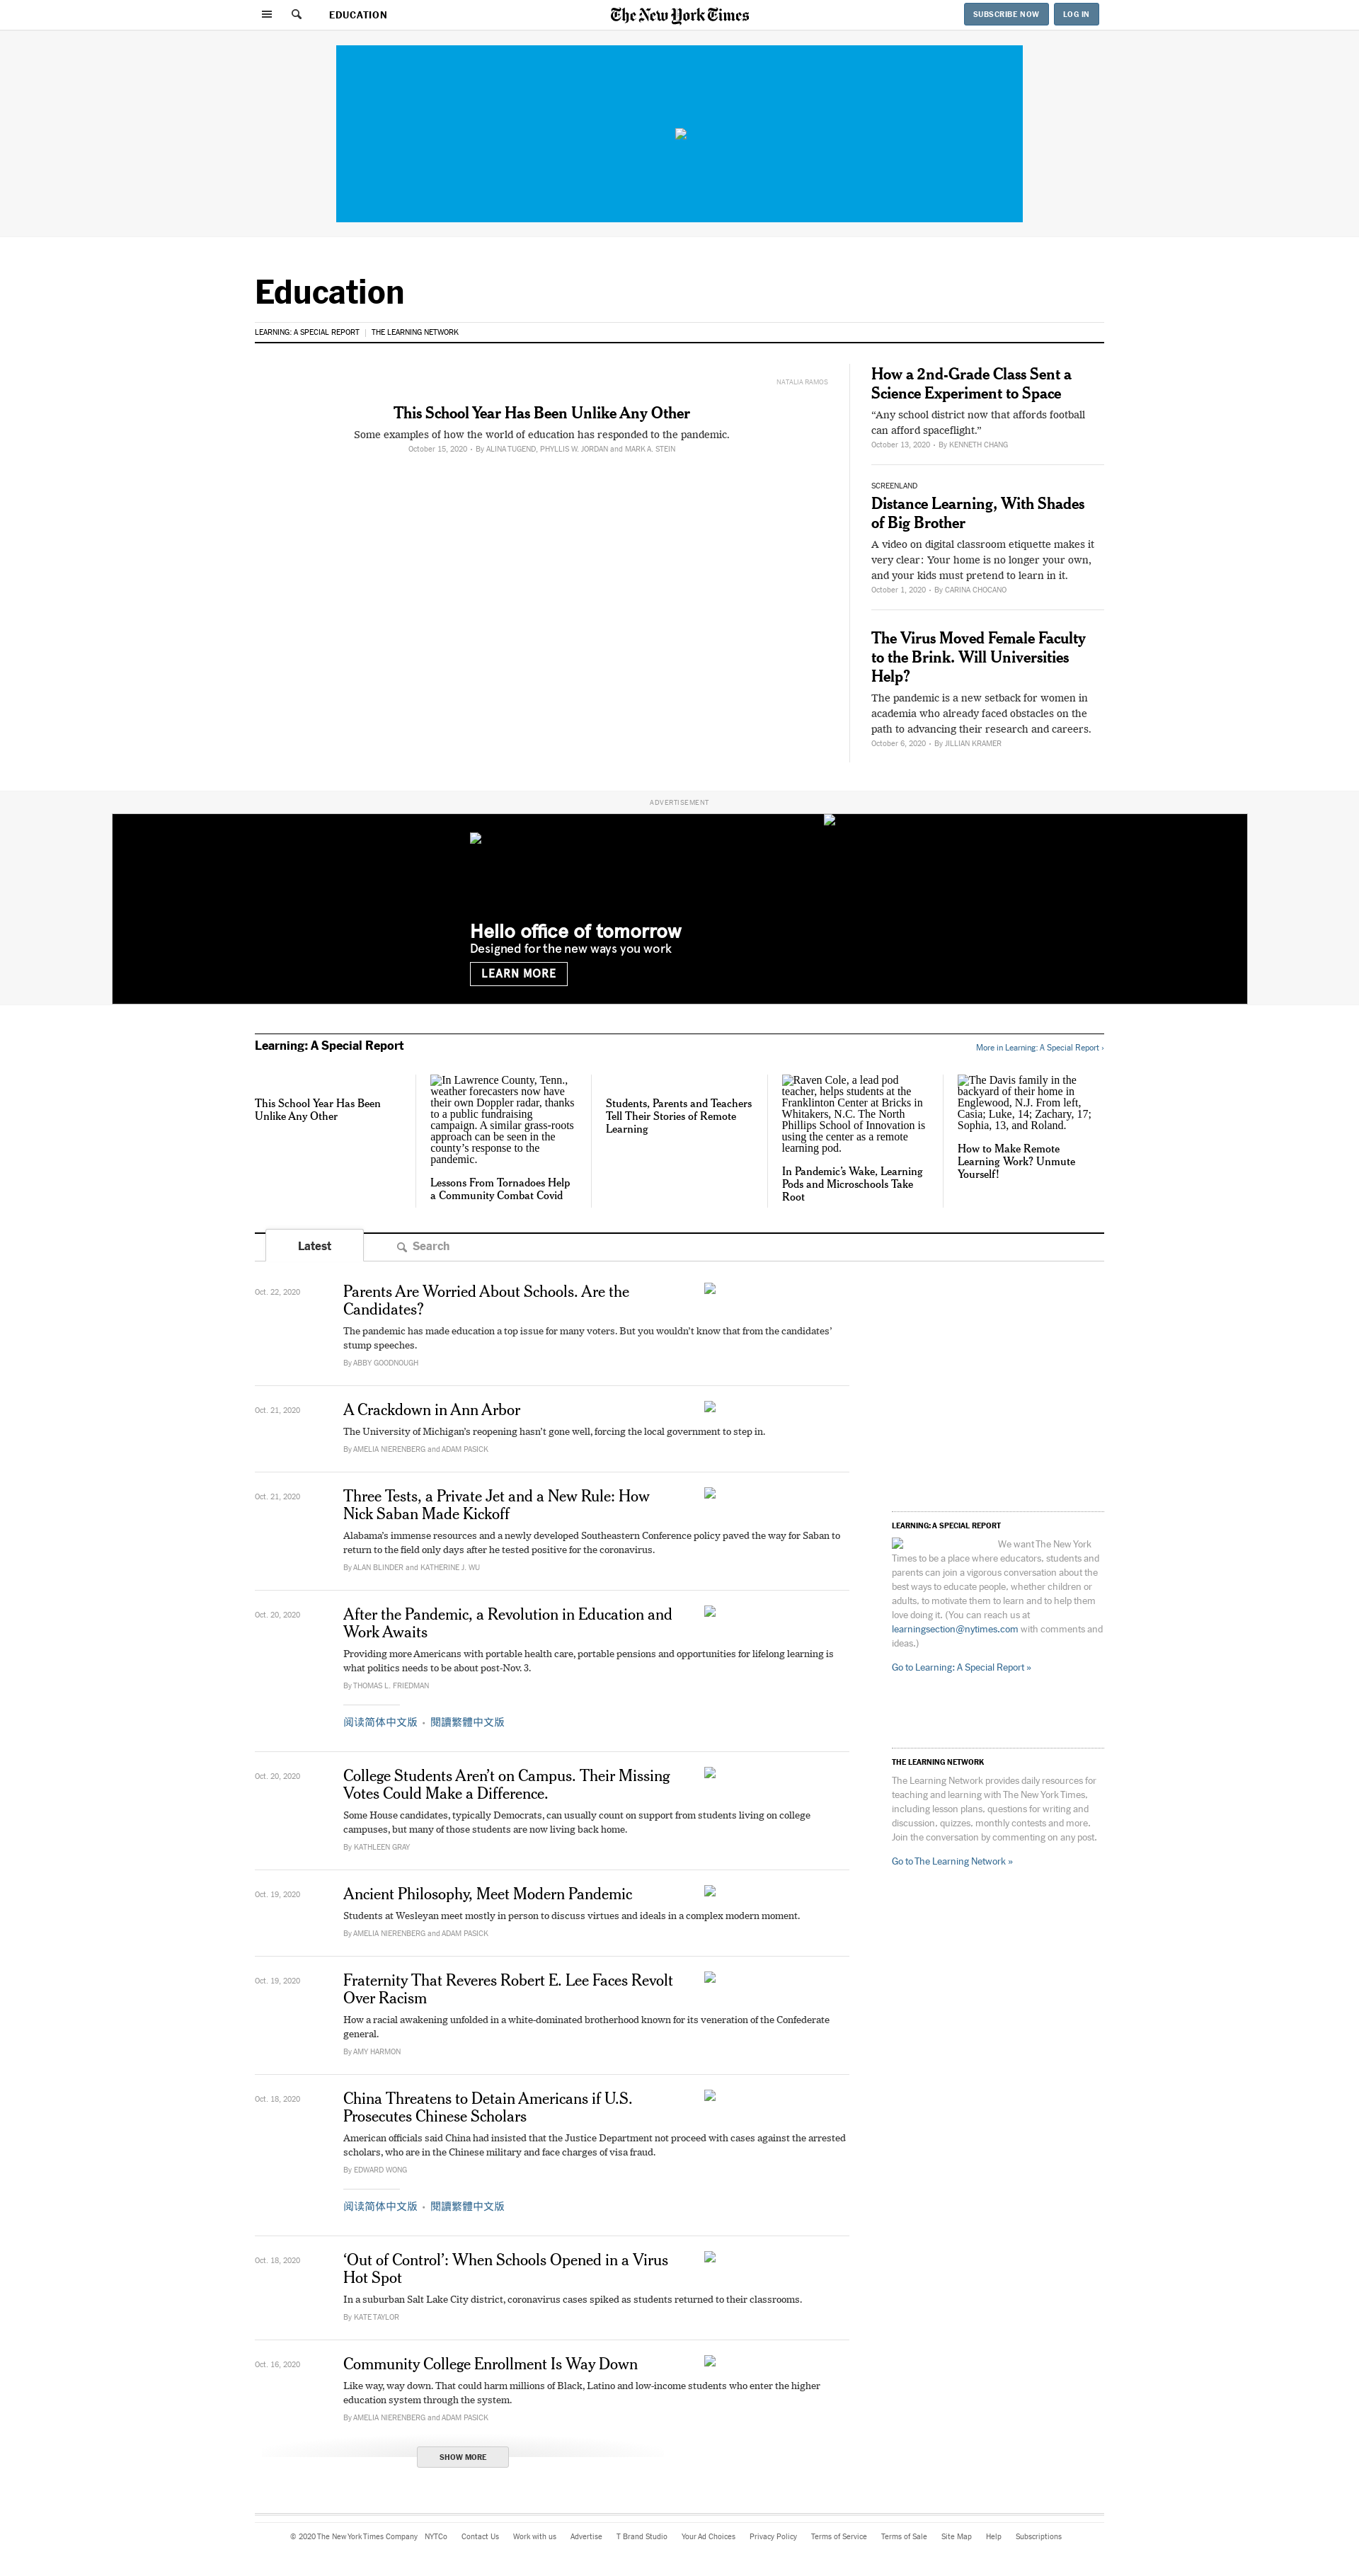 EDUCATION
The New York Times
SUBSCRIBE NOW
LOG IN
Education
LEARNING: A SPECIAL REPORT | THE LEARNING NETWORK
NATALIA RAMOS
This School Year Has Been Unlike Any Other
Some examples of how the world of education has responded to the pandemic.
October 15, 2020 • By ALINA TUGEND, PHYLLIS W. JORDAN and MARK A. STEIN
How a 2nd-Grade Class Sent a
Science Experiment to Space
“Any school district now that affords football
can afford spaceflight.”
October 13, 2020 • By KENNETH CHANG
SCREENLAND
Distance Learning, With Shades
of Big Brother
A video on digital classroom etiquette makes it
very clear: Your home is no longer your own,
and your kids must pretend to learn in it.
October 1, 2020 • By CARINA CHOCANO
The Virus Moved Female Faculty
to the Brink. Will Universities
Help?
The pandemic is a new setback for women in
academia who already faced obstacles on the
path to advancing their research and careers.
October 6, 2020 • By JILLIAN KRAMER
ADVERTISEMENT
Hello office of tomorrow
Designed for the new ways you work
LEARN MORE
Learning: A Special Report
More in Learning: A Special Report ›
This School Year Has Been
Unlike Any Other
In Lawrence County, Tenn.,
weather forecasters now have
their own Doppler radar, thanks
to a public fundraising
campaign. A similar grass-roots
approach can be seen in the
county’s response to the
pandemic.
Lessons From Tornadoes Help
a Community Combat Covid
Students, Parents and Teachers
Tell Their Stories of Remote
Learning
Raven Cole, a lead pod
teacher, helps students at the
Franklinton Center at Bricks in
Whitakers, N.C. The North
Phillips School of Innovation is
using the center as a remote
learning pod.
In Pandemic’s Wake, Learning
Pods and Microschools Take
Root
The Davis family in the
backyard of their home in
Englewood, N.J. From left,
Casia; Luke, 14; Zachary, 17;
Sophia, 13, and Roland.
How to Make Remote
Learning Work? Unmute
Yourself!
Latest
Search
Oct. 22, 2020
Parents Are Worried About Schools. Are the
Candidates?
The pandemic has made education a top issue for many voters. But you wouldn’t know that from the candidates’
stump speeches.
By ABBY GOODNOUGH
Oct. 21, 2020
A Crackdown in Ann Arbor
The University of Michigan’s reopening hasn’t gone well, forcing the local government to step in.
By AMELIA NIERENBERG and ADAM PASICK
Oct. 21, 2020
Three Tests, a Private Jet and a New Rule: How
Nick Saban Made Kickoff
Alabama’s immense resources and a newly developed Southeastern Conference policy paved the way for Saban to
return to the field only days after he tested positive for the coronavirus.
By ALAN BLINDER and KATHERINE J. WU
Oct. 20, 2020
After the Pandemic, a Revolution in Education and
Work Awaits
Providing more Americans with portable health care, portable pensions and opportunities for lifelong learning is
what politics needs to be about post-Nov. 3.
By THOMAS L. FRIEDMAN
阅读简体中文版 • 閱讀繁體中文版
Oct. 20, 2020
College Students Aren’t on Campus. Their Missing
Votes Could Make a Difference.
Some House candidates, typically Democrats, can usually count on support from students living on college
campuses, but many of those students are now living back home.
By KATHLEEN GRAY
Oct. 19, 2020
Ancient Philosophy, Meet Modern Pandemic
Students at Wesleyan meet mostly in person to discuss virtues and ideals in a complex modern moment.
By AMELIA NIERENBERG and ADAM PASICK
Oct. 19, 2020
Fraternity That Reveres Robert E. Lee Faces Revolt
Over Racism
How a racial awakening unfolded in a white-dominated brotherhood known for its veneration of the Confederate
general.
By AMY HARMON
Oct. 18, 2020
China Threatens to Detain Americans if U.S.
Prosecutes Chinese Scholars
American officials said China had insisted that the Justice Department not proceed with cases against the arrested
scholars, who are in the Chinese military and face charges of visa fraud.
By EDWARD WONG
阅读简体中文版 • 閱讀繁體中文版
Oct. 18, 2020
‘Out of Control’: When Schools Opened in a Virus
Hot Spot
In a suburban Salt Lake City district, coronavirus cases spiked as students returned to their classrooms.
By KATE TAYLOR
Oct. 16, 2020
Community College Enrollment Is Way Down
Like way, way down. That could harm millions of Black, Latino and low-income students who enter the higher
education system through the system.
By AMELIA NIERENBERG and ADAM PASICK
SHOW MORE
LEARNING: A SPECIAL REPORT
We want The New York
Times to be a place where educators, students and
parents can join a vigorous conversation about the
best ways to educate people, whether children or
adults, to motivate them to learn and to help them
love doing it. (You can reach us at
learningsection@nytimes.com with comments and
ideas.)
Go to Learning: A Special Report »
THE LEARNING NETWORK
The Learning Network provides daily resources for
teaching and learning with The New York Times,
including lesson plans, questions for writing and
discussion, quizzes, monthly contests and more.
Join the conversation by commenting on any post.
Go to The Learning Network »
© 2020 The New York Times Company NYTCo Contact Us Work with us Advertise T Brand Studio Your Ad Choices Privacy Policy Terms of Service Terms of Sale Site Map Help Subscriptions